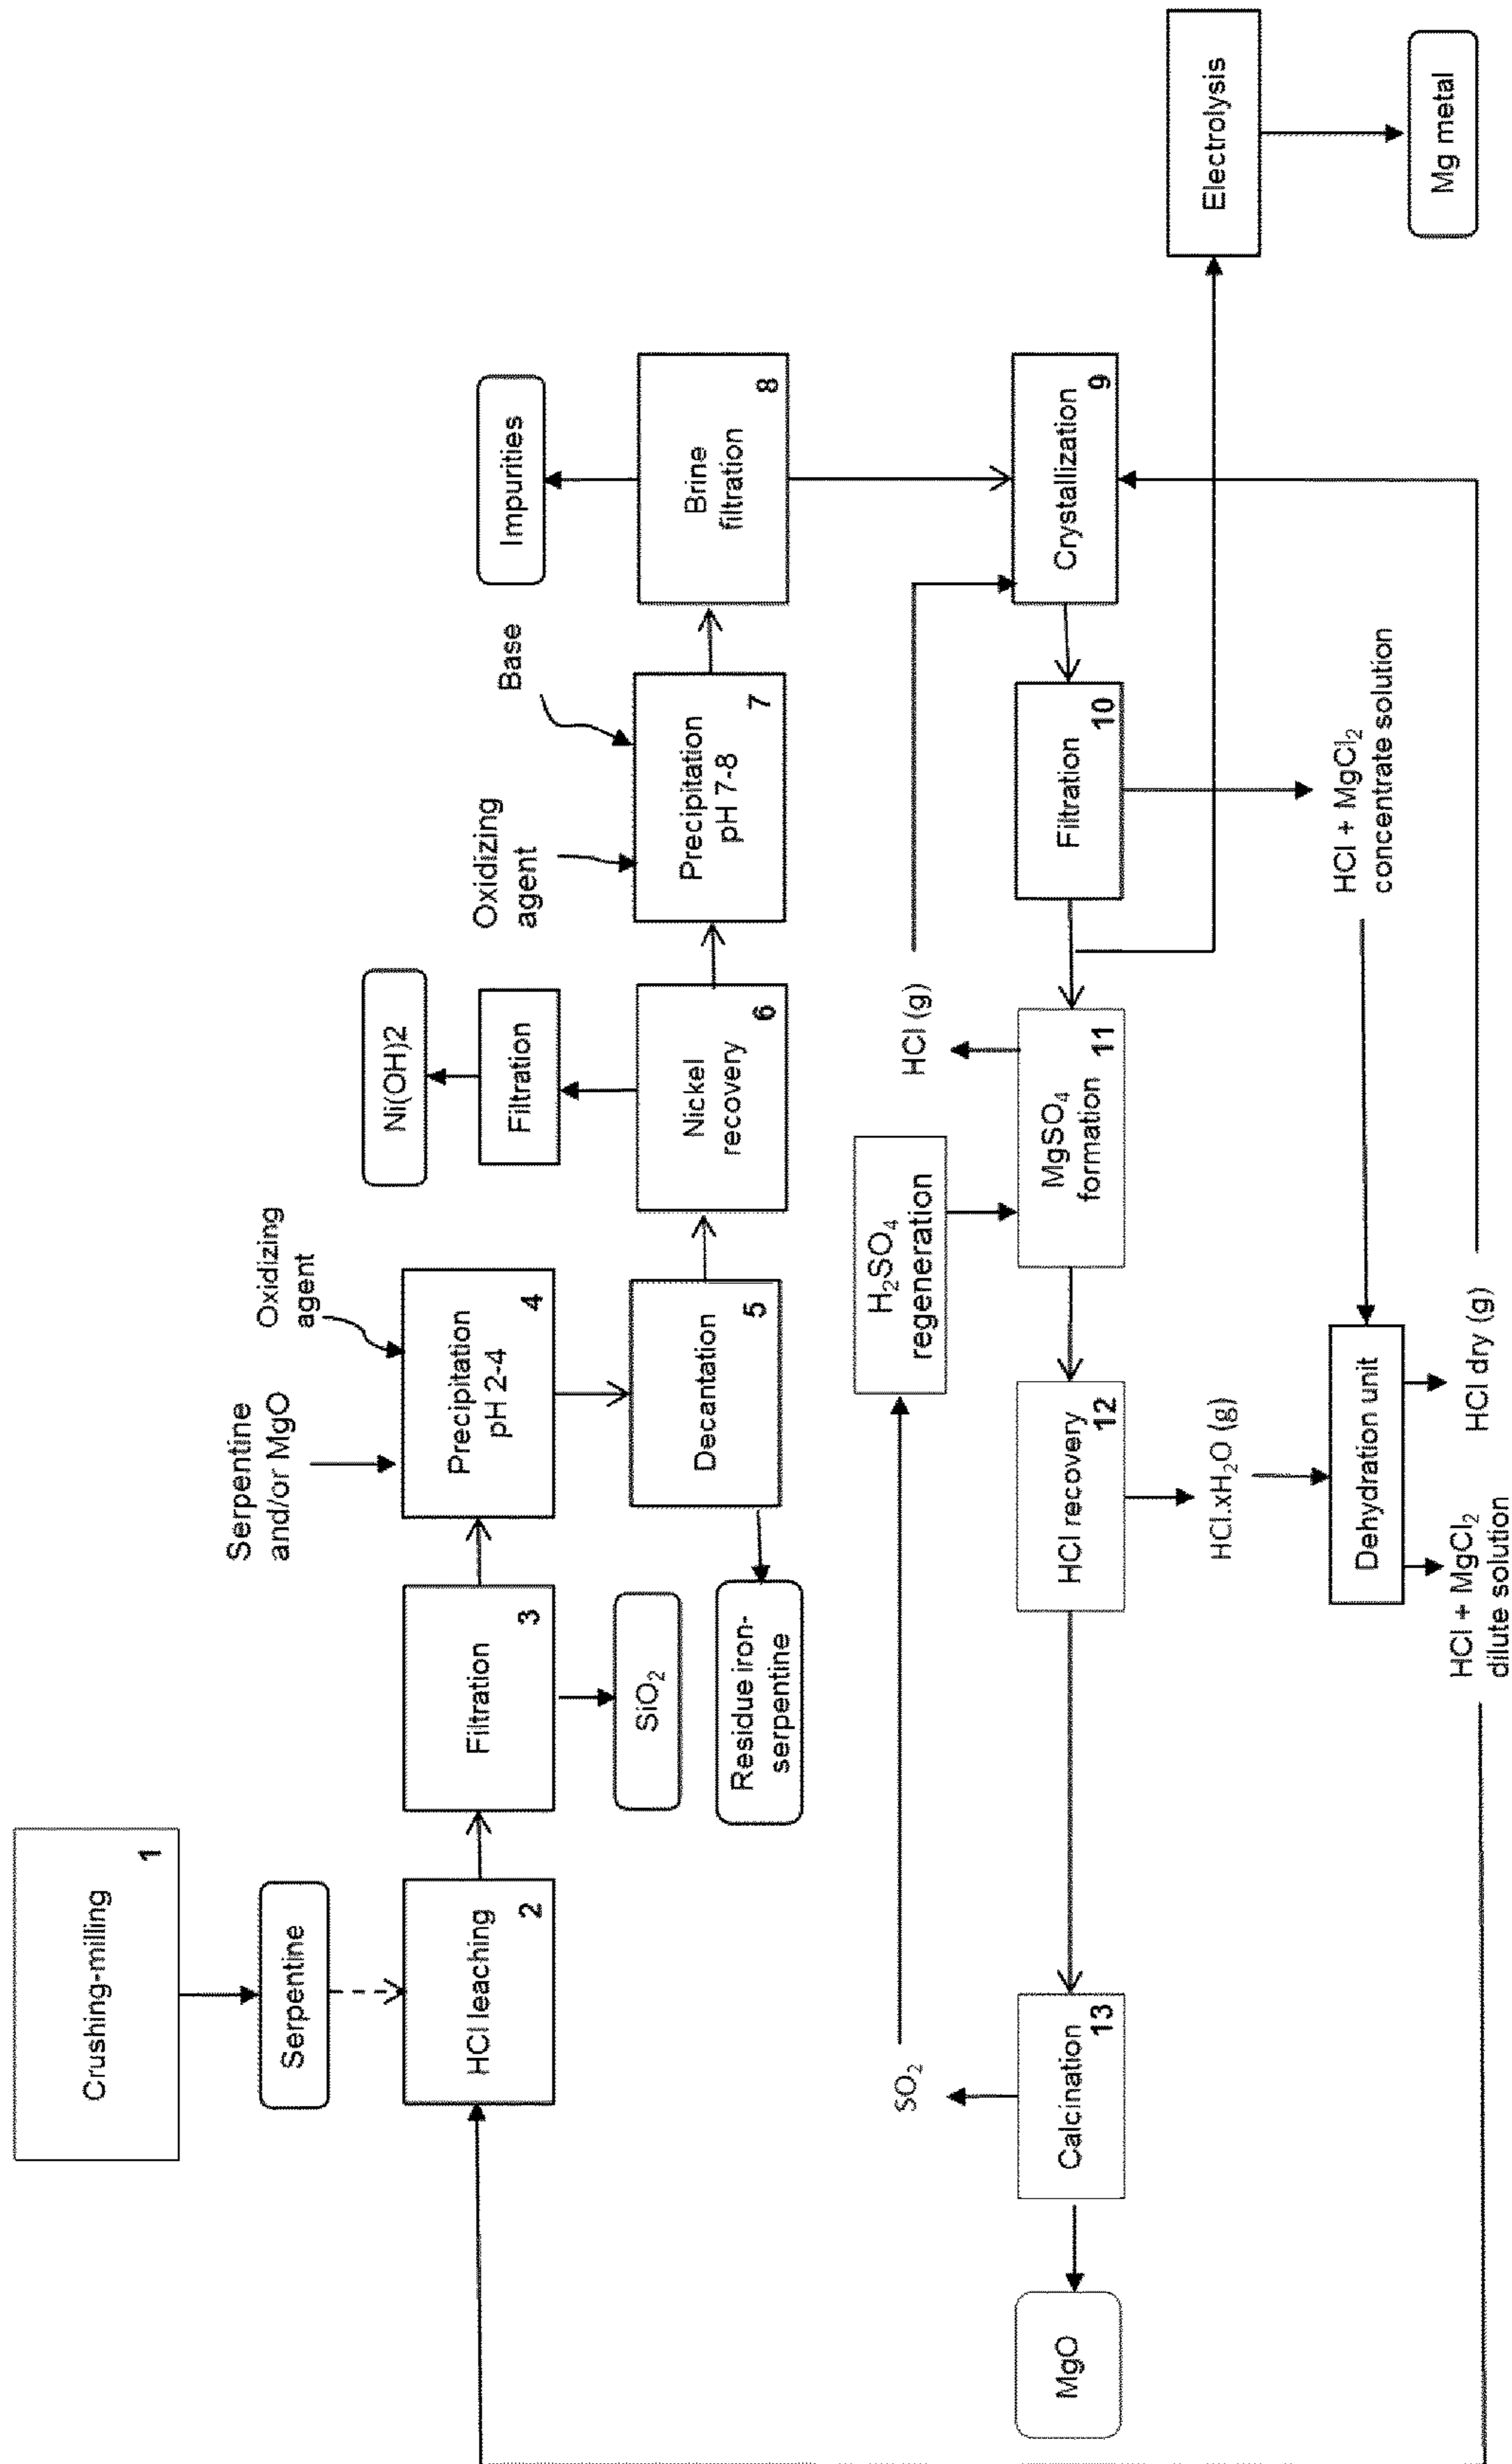 Crushing-milling
1
Serpentine
HCl leaching
2
Filtration
3
SiO₂
Serpentine
and/or MgO
Oxidizing
agent
Precipitation
pH 2-4
4
Decantation
5
Residue iron-
serpentine
Nickel
recovery
6
Filtration
Ni(OH)2
Oxidizing
agent
Base
Precipitation
pH 7-8
7
Brine
filtration
8
Impurities
Crystallization
9
Filtration
10
HCl + MgCl₂
concentrate solution
HCl (g)
MgSO₄
formation
11
H₂SO₄
regeneration
HCl recovery
12
HCl.xH₂O (g)
Dehydration unit
HCl dry (g)
HCl + MgCl₂
dilute solution
SO₂
Calcination
13
MgO
Electrolysis
Mg metal